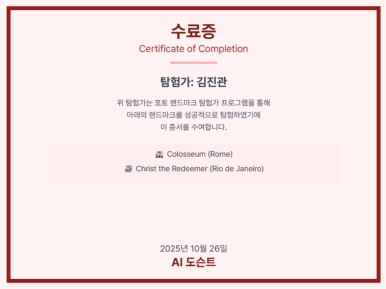 수료증
Certificate of Completion
탐험가: 김진관
위 탐험가는 포토 랜드마크 탐험가 프로그램을 통해
아래의 랜드마크를 성공적으로 탐험하였기에
이 증서를 수여합니다.
Colosseum (Rome)
Christ the Redeemer (Rio de Janeiro)
2025년 10월 26일
AI 도슨트